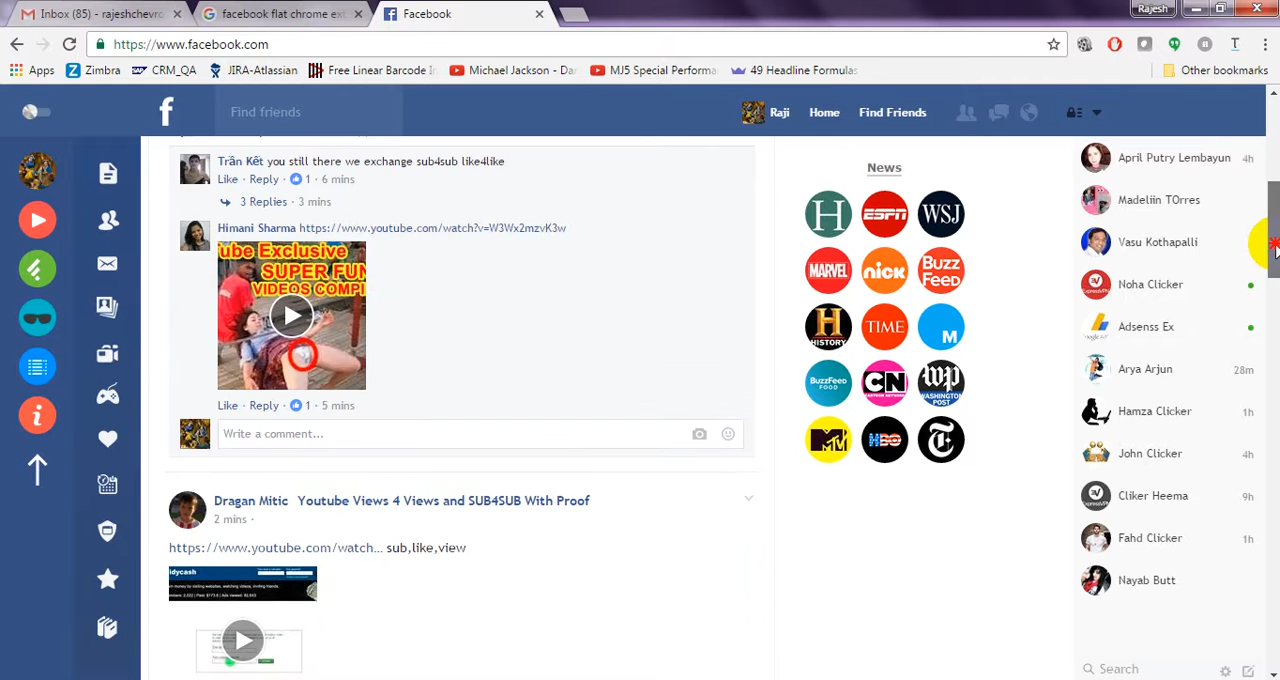 Inbox (85) - rajeshchevro
facebook flat chrome ext
Facebook
Rajesh
https://www.facebook.com
Apps
Zimbra
CRM_QA
JIRA-Atlassian
Free Linear Barcode
Michael Jackson - Da
MJ5 Special Performa
49 Headline Formulas
Other bookmarks
Find friends
Raji
Home
Find Friends
Trần Kết you still there we exchange sub4sub like4like
Like · Reply · 1 · 6 mins
3 Replies · 3 mins
Himani Sharma https://www.youtube.com/watch?v=W3Wx2mzvK3w
ube Exclusive
SUPER FUN
VIDEOS COMPI
Like · Reply · 1 · 5 mins
Write a comment...
Dragan Mitic Youtube Views 4 Views and SUB4SUB With Proof
2 mins ·
https://www.youtube.com/watch... sub,like,view
idycash
News
H
ESPN
WSJ
MARVEL
nick
Buzz
Feed
H
HISTORY
TIME
M
BuzzFeed
FOOD
CN
CARTOON NETWORK
wp
WASHINGTON
POST
MTV
HBO
T
April Putry Lembayun 4h
Madeliin TOrres
Vasu Kothapalli
Noha Clicker
Adsenss Ex
Arya Arjun 28m
Hamza Clicker 1h
John Clicker 4h
Cliker Heema 9h
Fahd Clicker 1h
Nayab Butt
Search